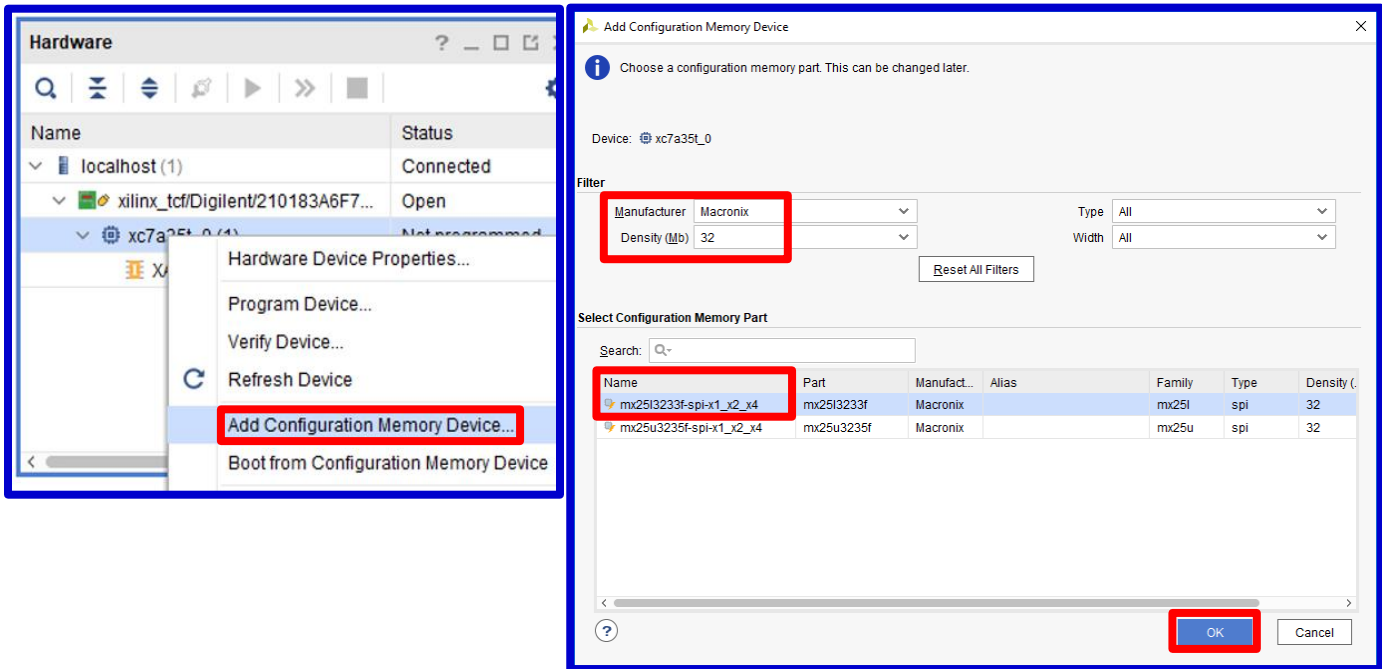 Hardware
?
Name Status
localhost (1) Connected
xilinx_tcf/Digilent/210183A6F7... Open
xc7a35t_0 (1) Not programmed
XA
Hardware Device Properties...
Program Device...
Verify Device...
Refresh Device
Add Configuration Memory Device...
Boot from Configuration Memory Device
Add Configuration Memory Device
Choose a configuration memory part. This can be changed later.
Device: xc7a35t_0
Filter
Manufacturer Macronix Type All
Density (Mb) 32 Width All
Reset All Filters
Select Configuration Memory Part
Search:
Name Part Manufact... Alias Family Type Density (.
mx25l3233f-spi-x1_x2_x4 mx25l3233f Macronix mx25l spi 32
mx25u3235f-spi-x1_x2_x4 mx25u3235f Macronix mx25u spi 32
? OK Cancel